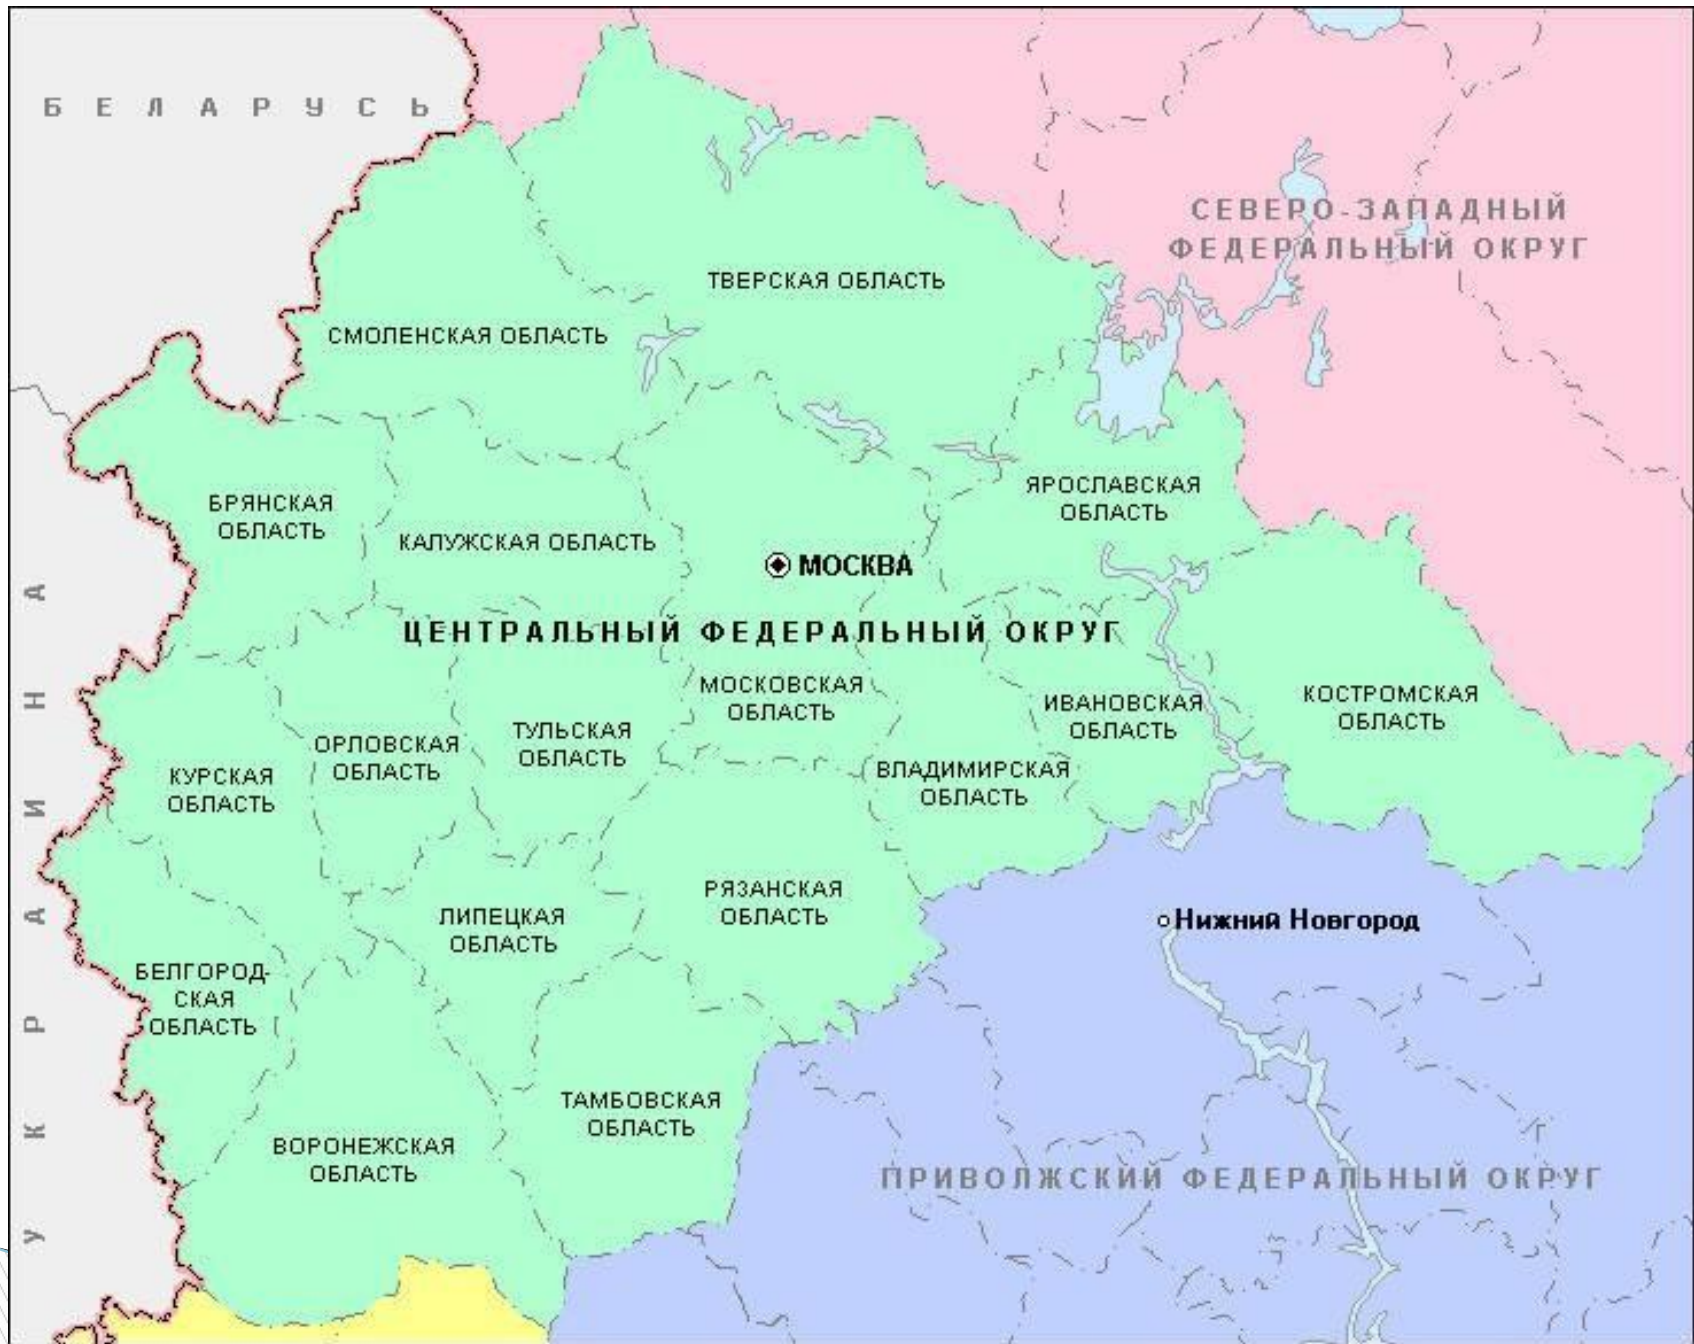 БЕЛАРУСЬ
СЕВЕРО-ЗАПАДНЫЙ
ФЕДЕРАЛЬНЫЙ ОКРУГ
ТВЕРСКАЯ ОБЛАСТЬ
СМОЛЕНСКАЯ ОБЛАСТЬ
ЯРОСЛАВСКАЯ
ОБЛАСТЬ
БРЯНСКАЯ
ОБЛАСТЬ
КАЛУЖСКАЯ ОБЛАСТЬ
МОСКВА
ЦЕНТРАЛЬНЫЙ ФЕДЕРАЛЬНЫЙ ОКРУГ
МОСКОВСКАЯ
ОБЛАСТЬ
ИВАНОВСКАЯ
ОБЛАСТЬ
КОСТРОМСКАЯ
ОБЛАСТЬ
ТУЛЬСКАЯ
ОБЛАСТЬ
ОРЛОВСКАЯ
ОБЛАСТЬ
КУРСКАЯ
ОБЛАСТЬ
ВЛАДИМИРСКАЯ
ОБЛАСТЬ
РЯЗАНСКАЯ
ОБЛАСТЬ
ЛИПЕЦКАЯ
ОБЛАСТЬ
Нижний Новгород
БЕЛГОРОД-
СКАЯ
ОБЛАСТЬ
ТАМБОВСКАЯ
ОБЛАСТЬ
ВОРОНЕЖСКАЯ
ОБЛАСТЬ
ПРИВОЛЖСКИЙ ФЕДЕРАЛЬНЫЙ ОКРУГ
УКРАИНА